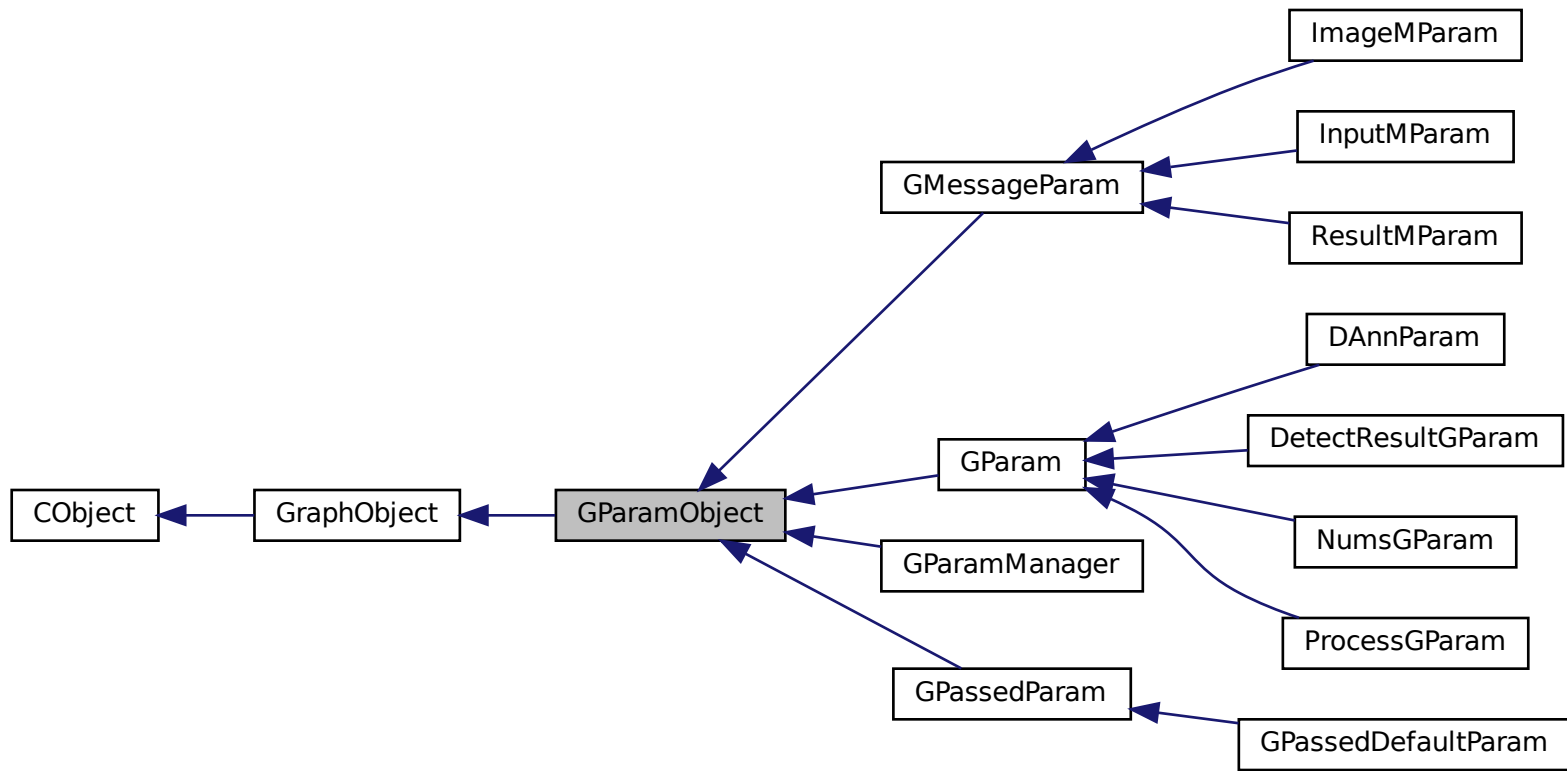 ImageMParam
InputMParam
GMessageParam
ResultMParam
DAnnParam
DetectResultGParam
GParam
CObject
GraphObject
GParamObject
NumsGParam
GParamManager
ProcessGParam
GPassedParam
GPassedDefaultParam